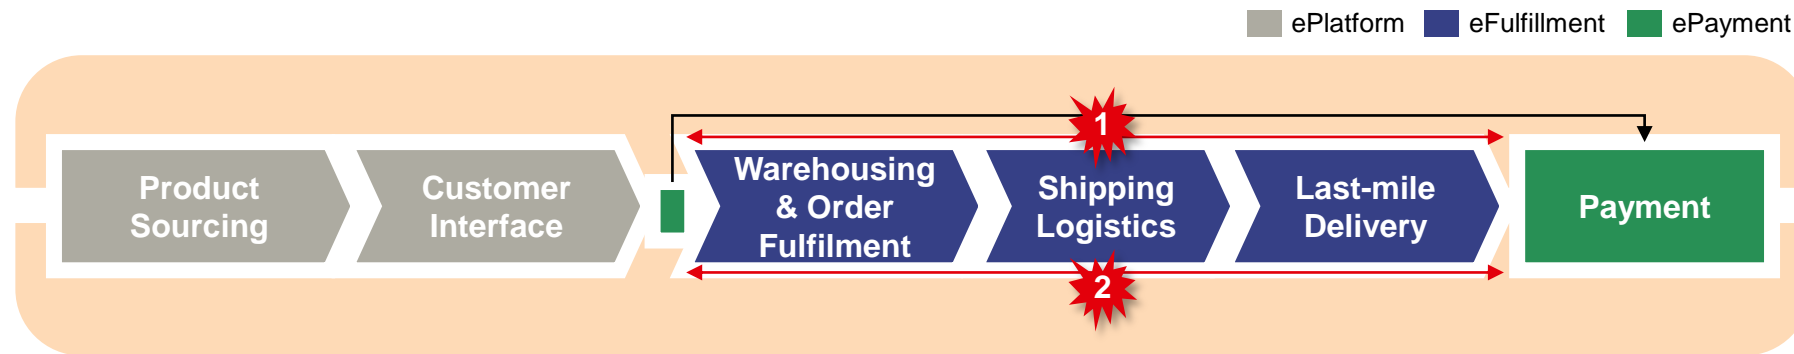 ePlatform eFulfillment ePayment
1
Product
Sourcing
Customer
Interface
Warehousing
& Order
Fulfilment
Shipping
Logistics
Last-mile
Delivery
Payment
2